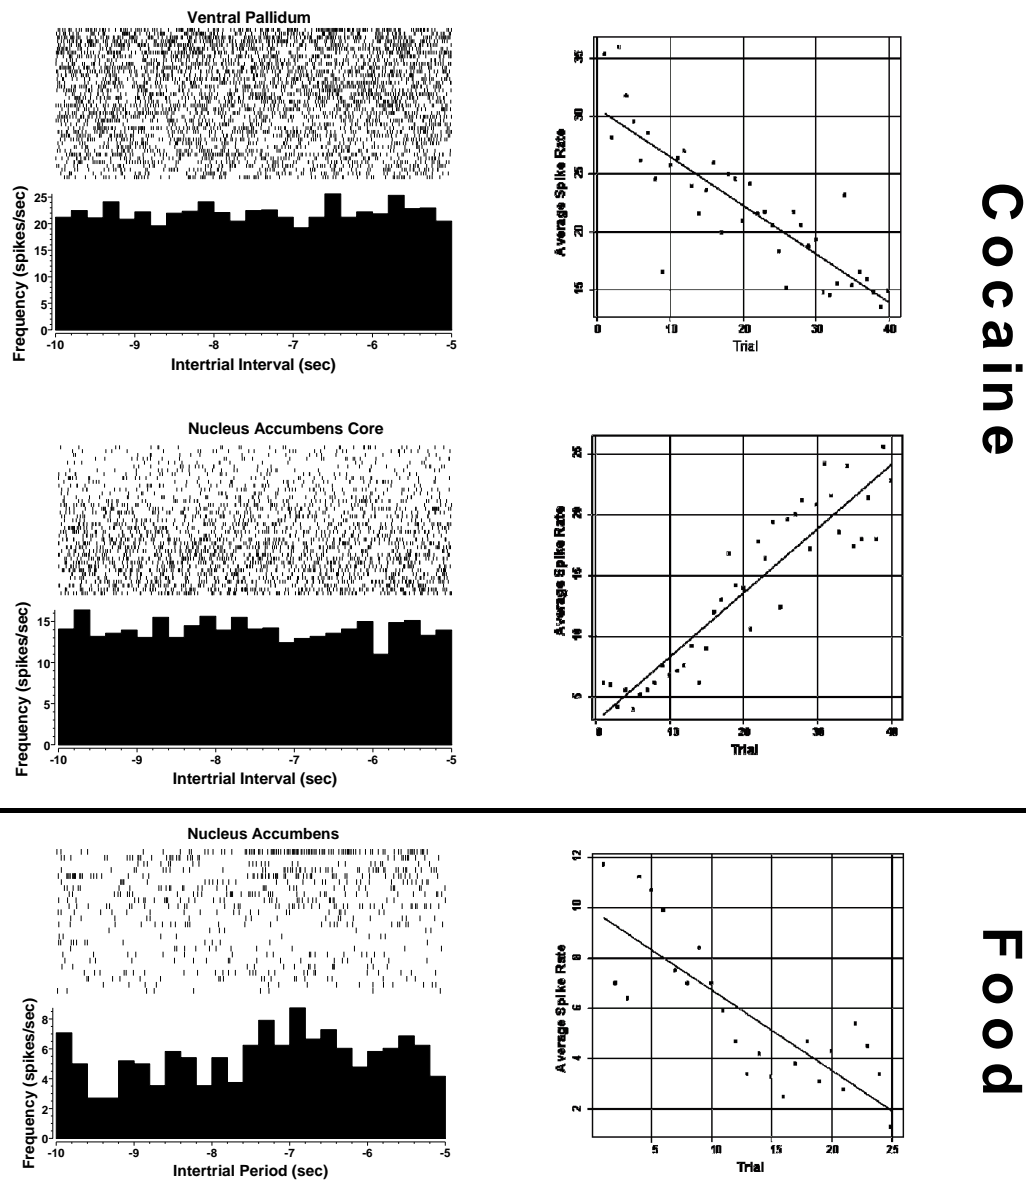 Ventral Pallidum
Frequency (spikes/sec)
25
20
15
10
5
0
-10 -9 -8 -7 -6 -5
Intertrial Interval (sec)
Average Spike Rate
35
30
25
20
15
0 10 20 30 40
Trial
Cocaine
Nucleus Accumbens Core
Frequency (spikes/sec)
15
10
5
0
-10 -9 -8 -7 -6 -5
Intertrial Interval (sec)
Average Spike Rate
25
20
15
10
5
0 10 20 30 40
Trial
Nucleus Accumbens
Frequency (spikes/sec)
8
6
4
2
0
-10 -9 -8 -7 -6 -5
Intertrial Period (sec)
Average Spike Rate
12
10
8
6
4
2
5 10 15 20 25
Trial
Food